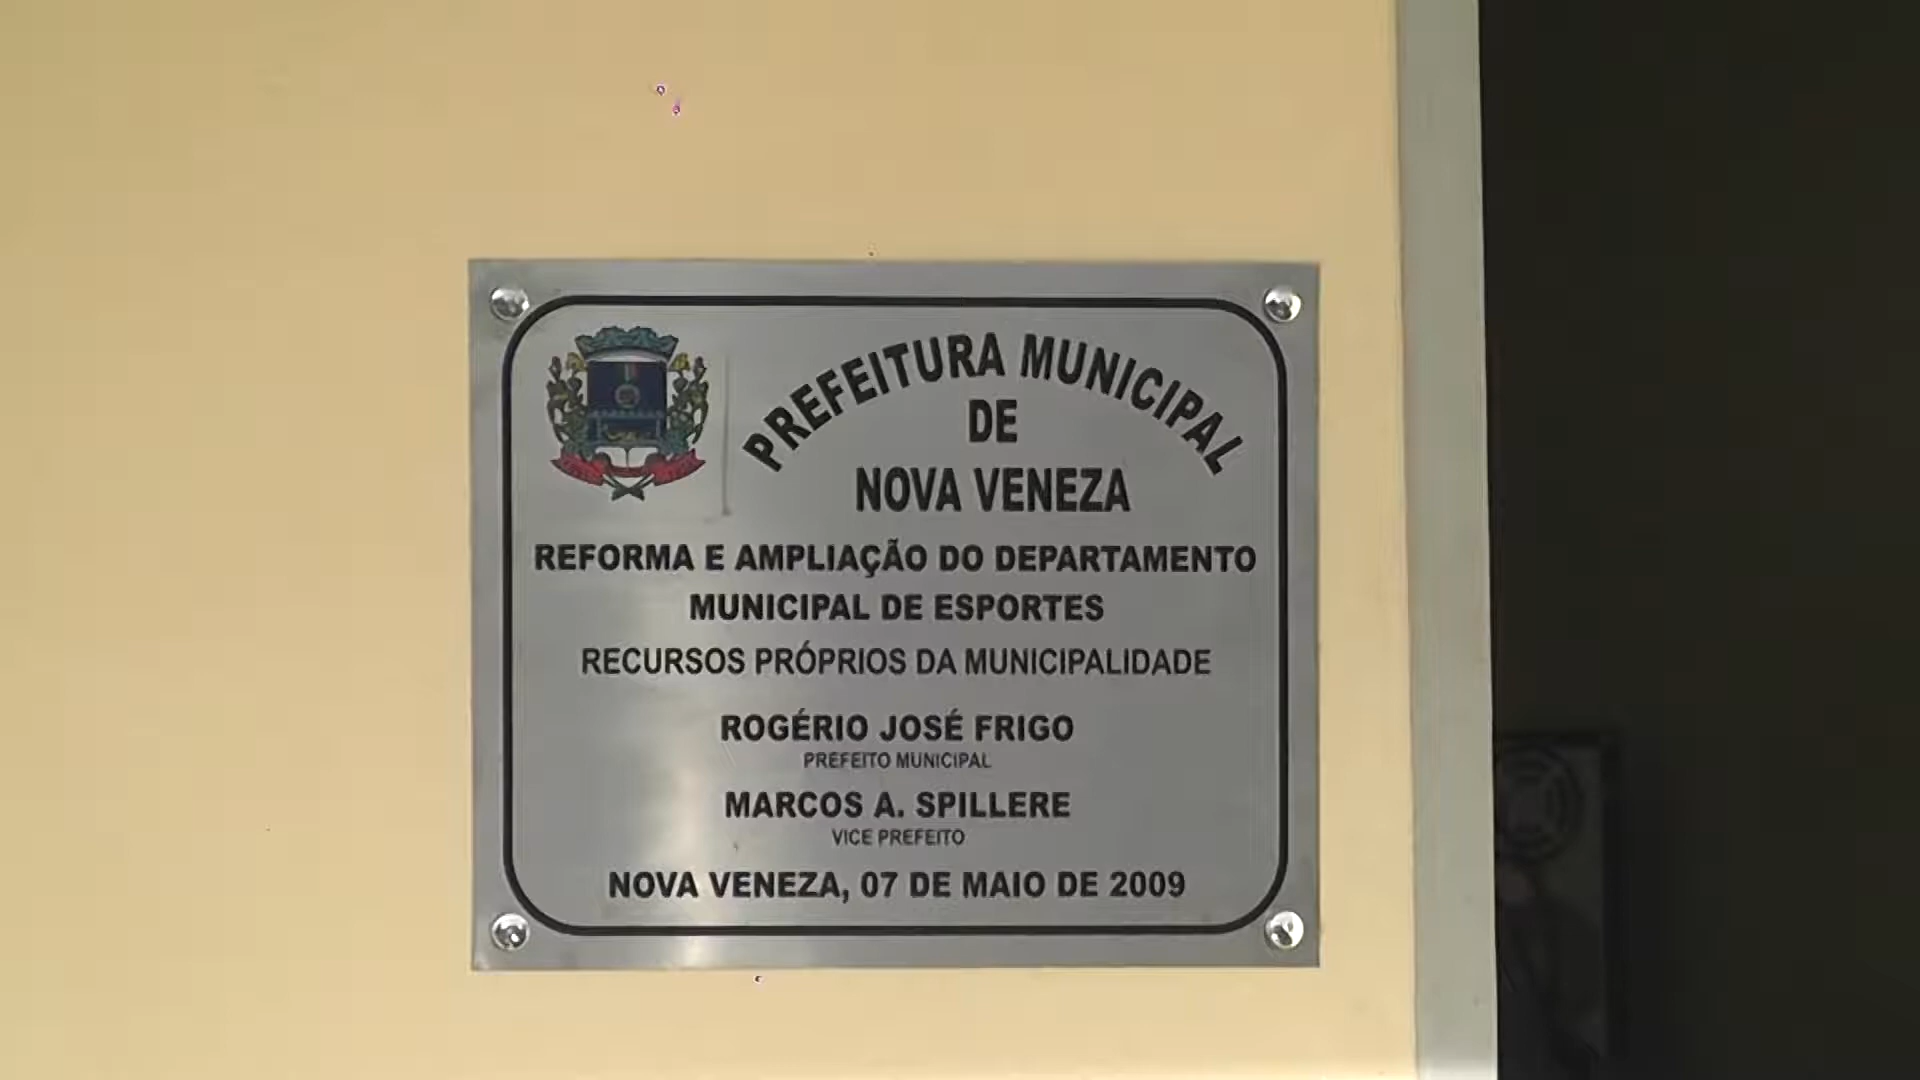 PREFEITURA MUNICIPAL
DE
NOVA VENEZA
REFORMA E AMPLIAÇÃO DO DEPARTAMENTO
MUNICIPAL DE ESPORTES
RECURSOS PRÓPRIOS DA MUNICIPALIDADE
ROGÉRIO JOSÉ FRIGO
PREFEITO MUNICIPAL
MARCOS A. SPILLERE
VICE PREFEITO
NOVA VENEZA, 07 DE MAIO DE 2009